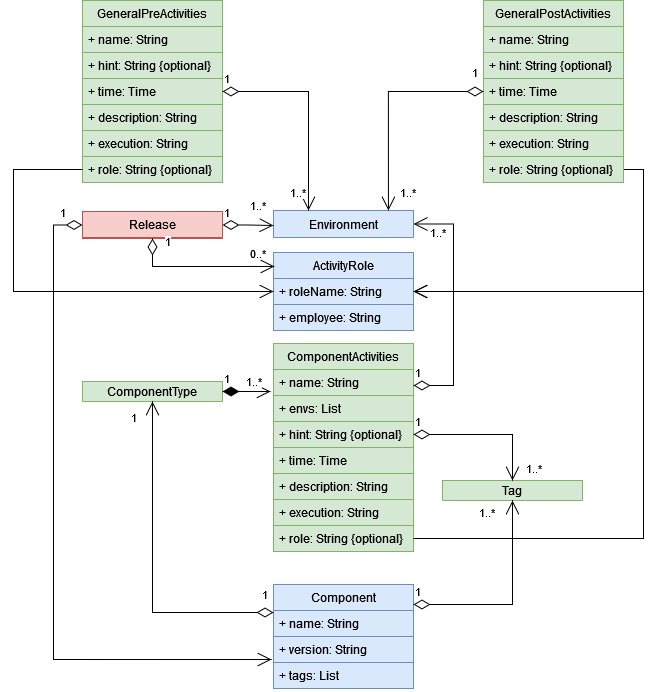 GeneralPreActivities
+ name: String
+ hint: String {optional}
+ time: Time
+ description: String
+ execution: String
+ role: String {optional}
1
1..*
GeneralPostActivities
+ name: String
+ hint: String {optional}
+ time: Time
+ description: String
+ execution: String
+ role: String {optional}
1
1..*
1
Release
1
1..*
1
0..*
Environment
1..*
ActivityRole
+ roleName: String
+ employee: String
ComponentType
1
1..*
1
ComponentActivities
+ name: String
+ envs: List
+ hint: String {optional}
+ time: Time
+ description: String
+ execution: String
+ role: String {optional}
1
1
1..*
Tag
1..*
1
Component
1
+ name: String
+ version: String
+ tags: List